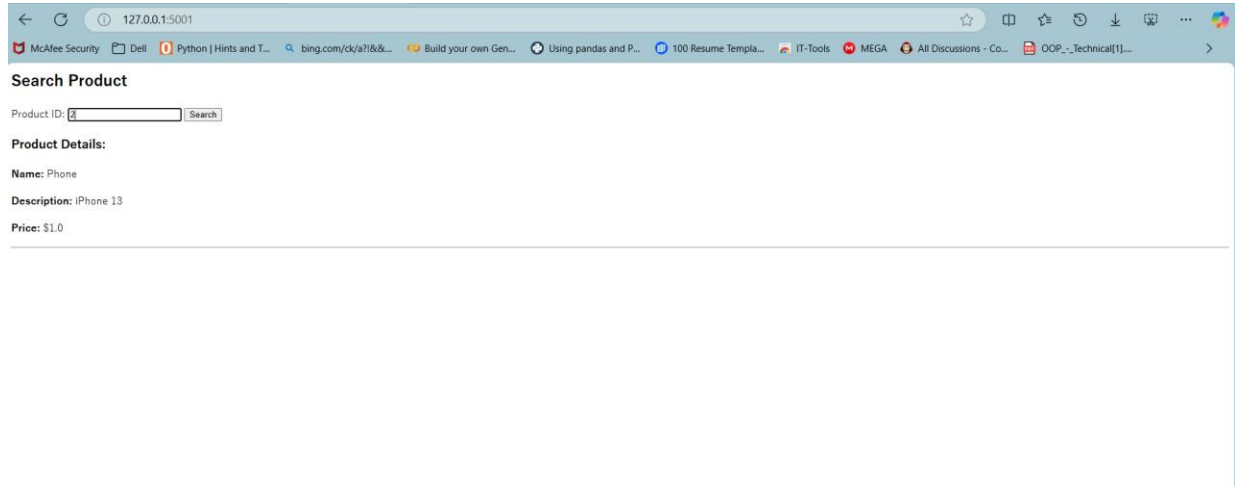 127.0.0.1:5001
McAfee Security Dell Python | Hints and T... bing.com/ck/a?!&&... Build your own Gen... Using pandas and P... 100 Resume Templa... IT-Tools MEGA All Discussions - Co... OOP_-_Technical[1]....
Search Product
Product ID: 2 Search
Product Details:
Name: Phone
Description: iPhone 13
Price: $1.0